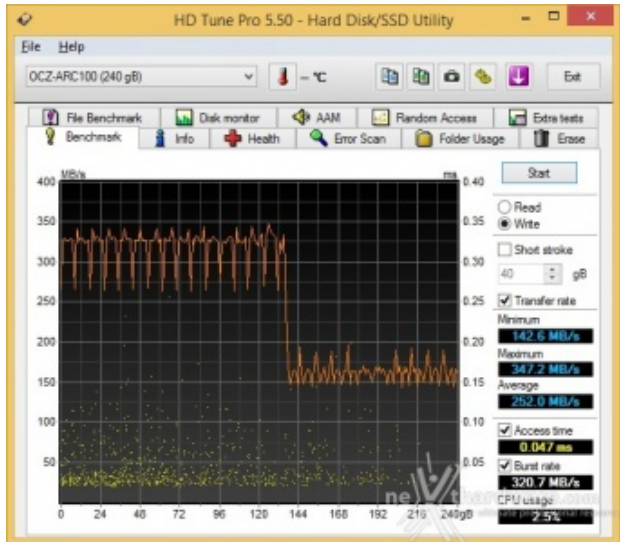 HD Tune Pro 5.50 - Hard Disk/SSD Utility
File Help
OCZ-ARC100 (240 gB)
– °C
Exit
File Benchmark
Disk monitor
AAM
Random Access
Extra tests
Benchmark
Info
Health
Error Scan
Folder Usage
Erase
MB/s
ms
400
350
300
250
200
150
100
50
0.40
0.35
0.30
0.25
0.20
0.15
0.10
0.05
0 24 48 72 96 120 144 168 192 216 240gB
Start
Read
Write
Short stroke
40 gB
Transfer rate
Minimum
142.6 MB/s
Maximum
347.2 MB/s
Average
252.0 MB/s
Access time
0.047 ms
Burst rate
320.7 MB/s
CPU usage
2.5%